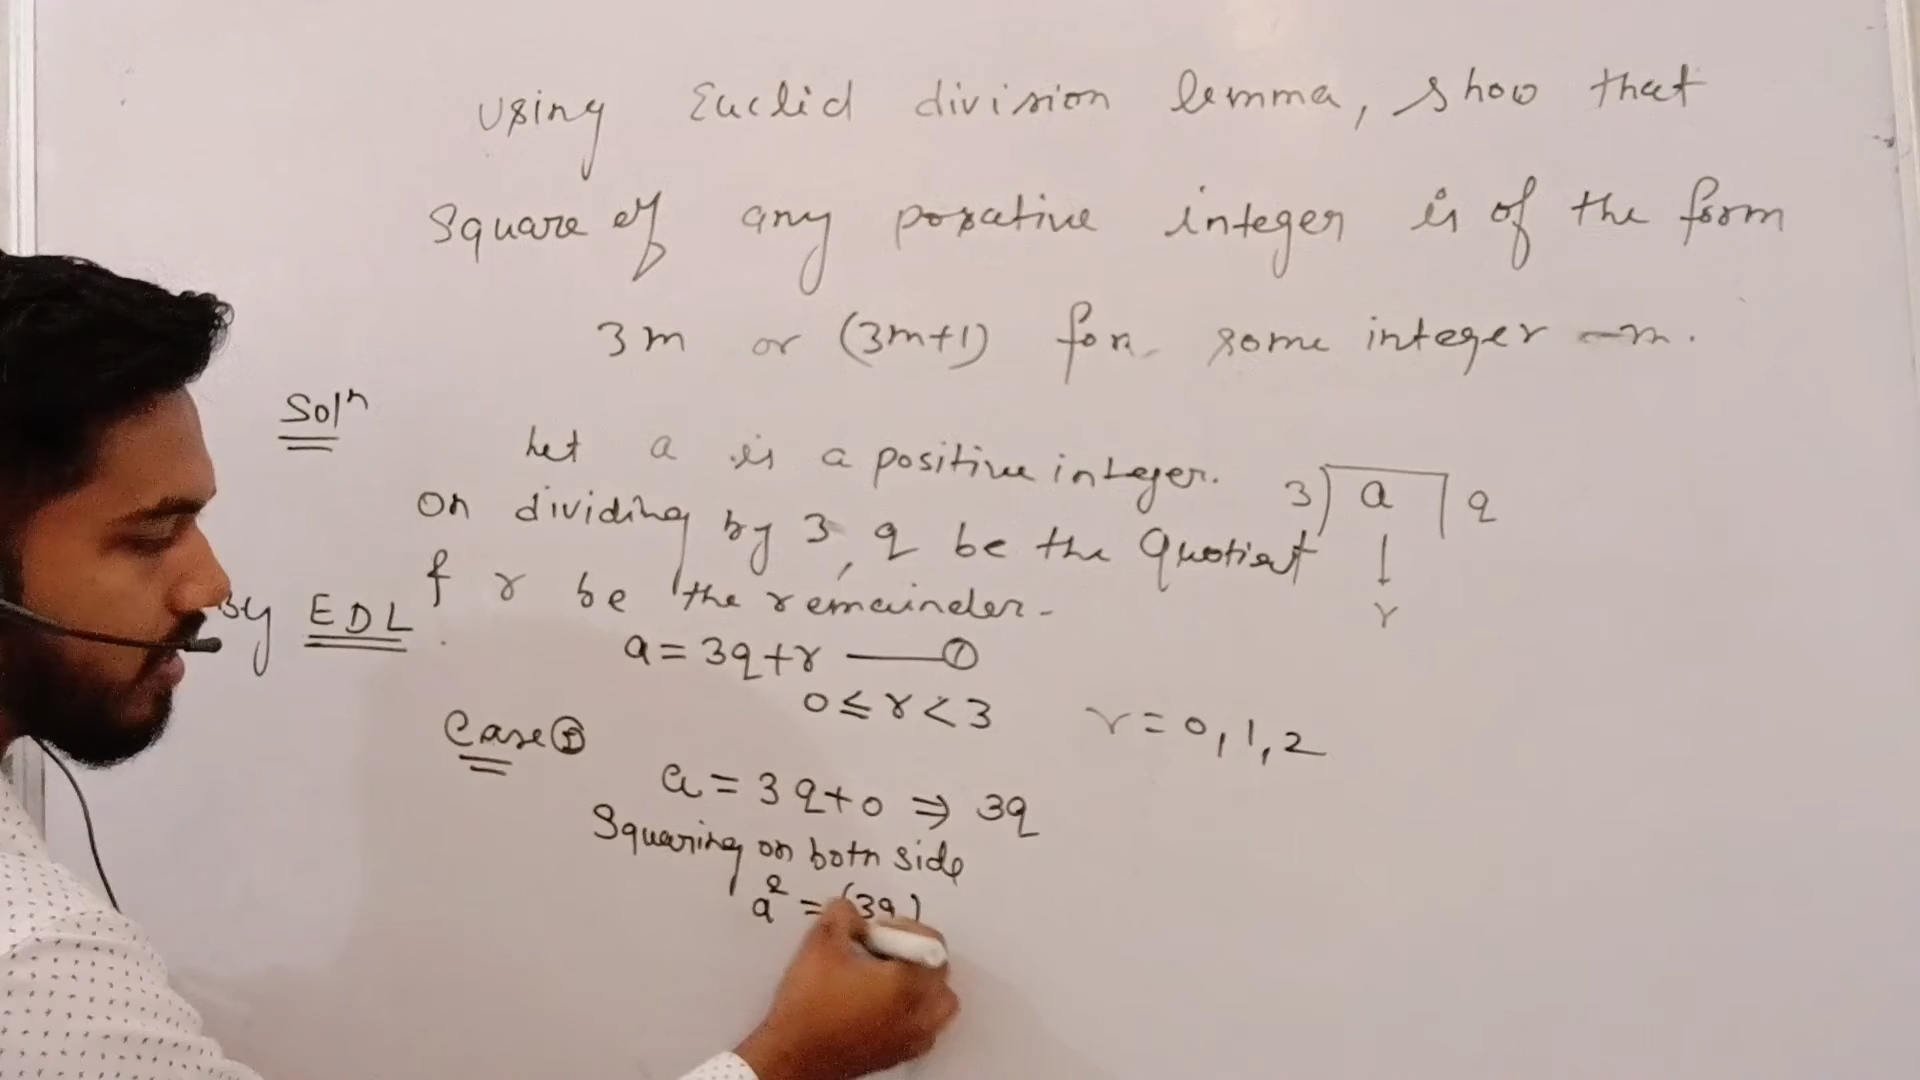 Using Euclid division lemma, show that
Square of any posative integer is of the form
3m or (3m+1) for some integer m.
Solⁿ
Let a is a positive integer.
3) a | q
On dividing by 3, q be the Quotient
↓
r
& r be the remainder.
By EDL.
a = 3q+r ——①
0 ≤ r < 3
r = 0, 1, 2
Case ①
a = 3q+0 ⇒ 3q
Squaring on both side
a² = (3q)